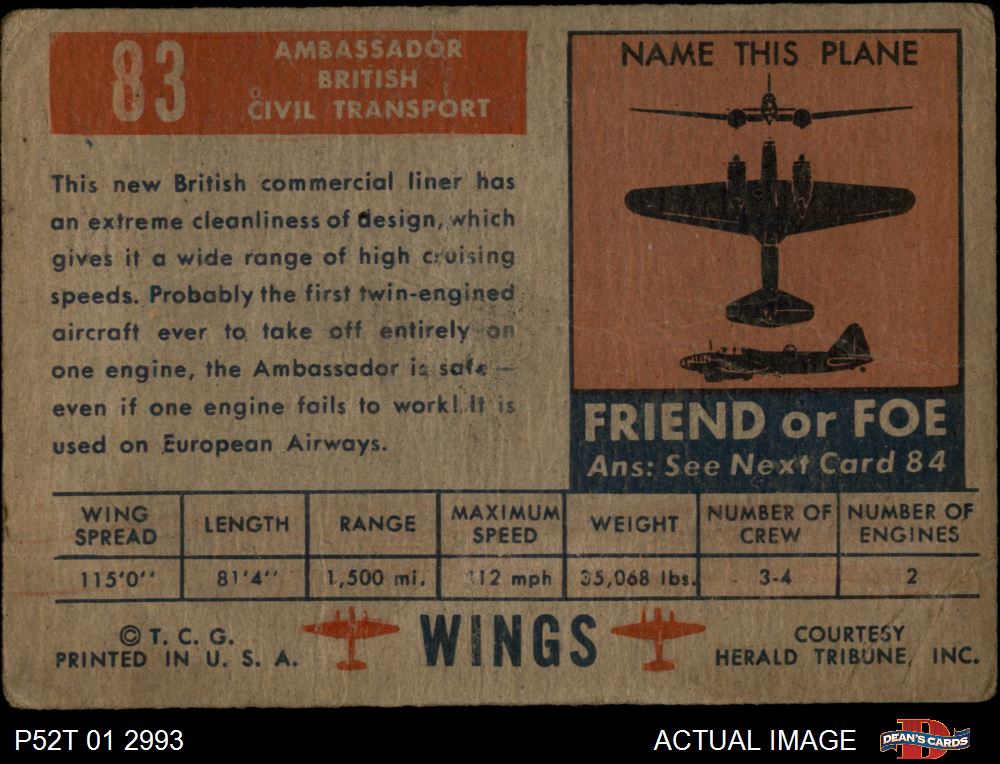 83
AMBASSADOR
BRITISH
CIVIL TRANSPORT
This new British commercial liner has
an extreme cleanliness of design, which
gives it a wide range of high cruising
speeds. Probably the first twin-engined
aircraft ever to take off entirely on
one engine, the Ambassador is safe —
even if one engine fails to work! It is
used on European Airways.
NAME THIS PLANE
FRIEND or FOE
Ans: See Next Card 84
WING SPREAD
LENGTH
RANGE
MAXIMUM SPEED
WEIGHT
NUMBER OF CREW
NUMBER OF ENGINES
115'0''
81'4''
1,500 mi.
mph
35,068 lbs.
3-4
2
© T. C. G.
PRINTED IN U. S. A.
WINGS
COURTESY
HERALD TRIBUNE, INC.
P52T 01 2993
ACTUAL IMAGE
D
DEAN'S CARDS